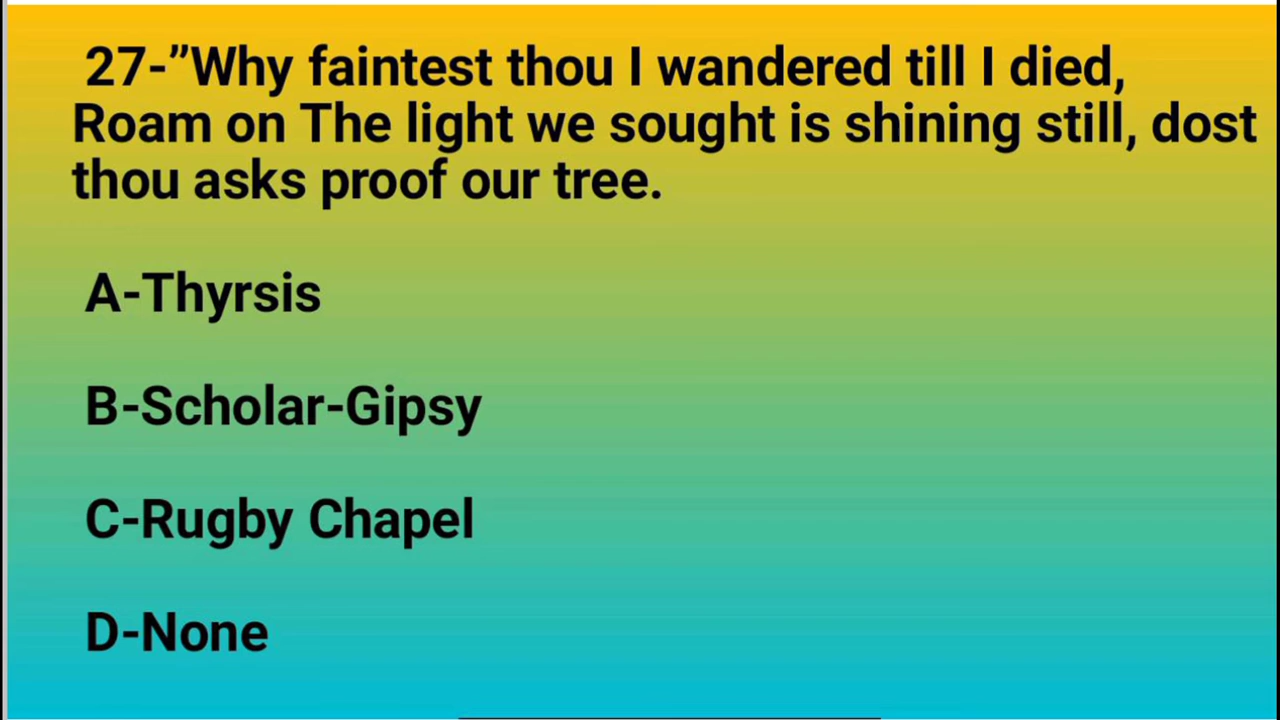 27-”Why faintest thou I wandered till I died,
Roam on The light we sought is shining still, dost
thou asks proof our tree.
A-Thyrsis
B-Scholar-Gipsy
C-Rugby Chapel
D-None